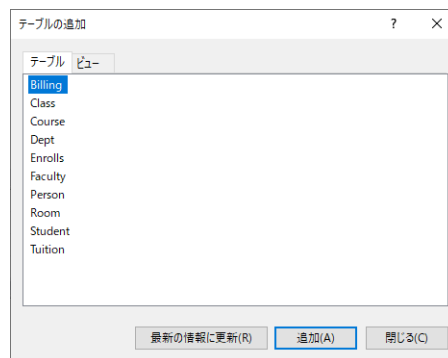 テーブルの追加 ? ×
テーブル ビュー
Billing
Class
Course
Dept
Enrolls
Faculty
Person
Room
Student
Tuition
最新の情報に更新(R) 追加(A) 閉じる(C)